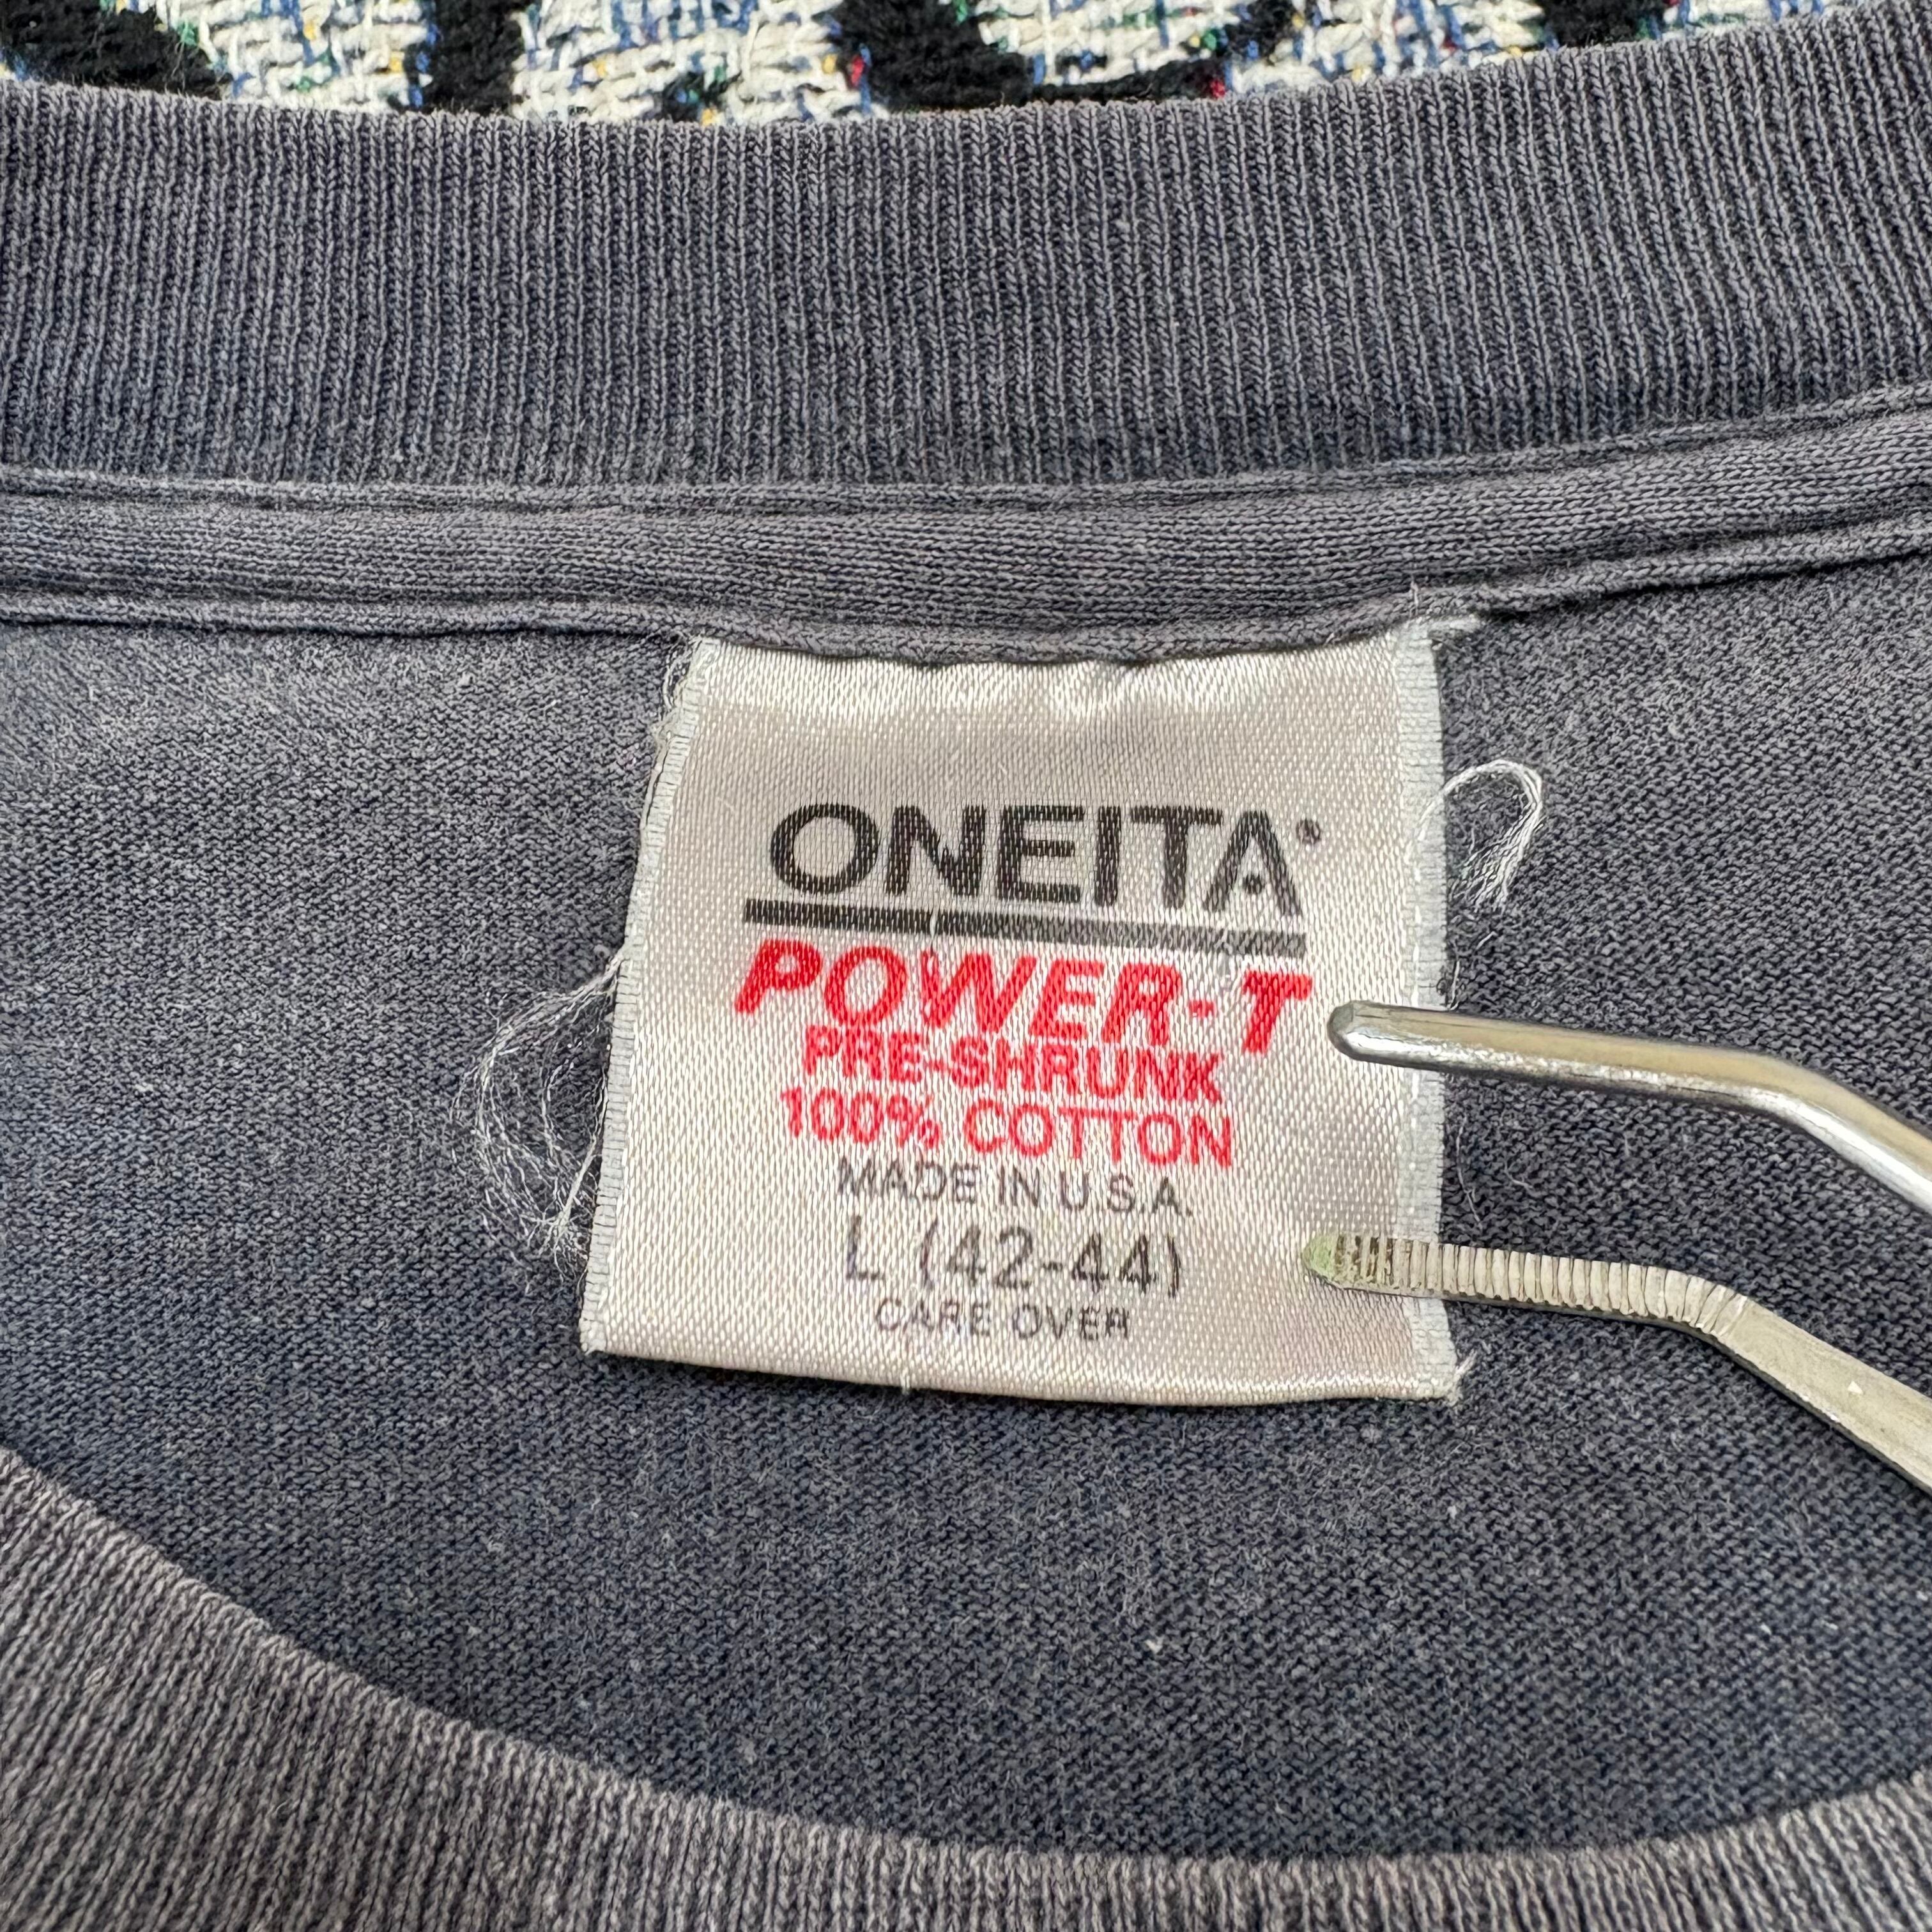 ONEITA®
POWER-T
PRE-SHRUNK
100% COTTON
MADE IN U.S.A.
L (42-44)
CARE OVER